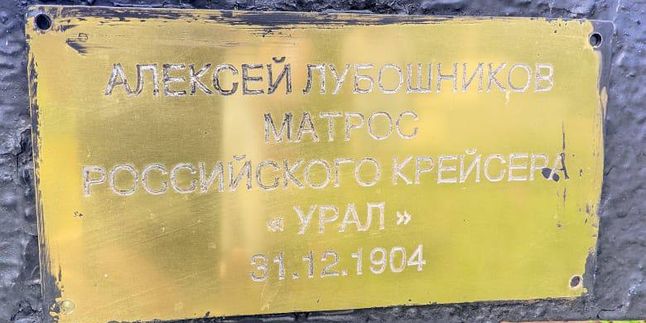 АЛЕКСЕЙ ЛУБОШНИКОВ
МАТРОС
РОССИЙСКОГО КРЕЙСЕРА
« УРАЛ »
31.12.1904